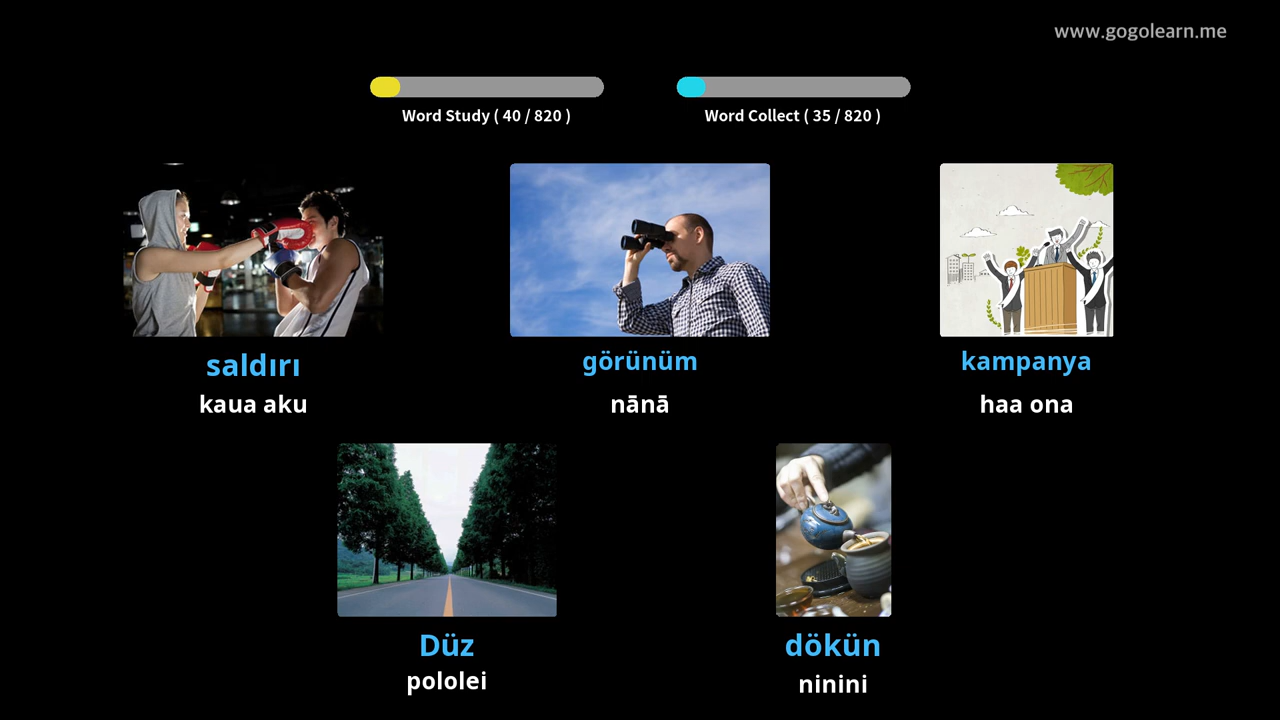 www.gogolearn.me
Word Study ( 40 / 820 )
Word Collect ( 35 / 820 )
saldırı
kaua aku
görünüm
nānā
kampanya
haa ona
Düz
pololei
dökün
ninini